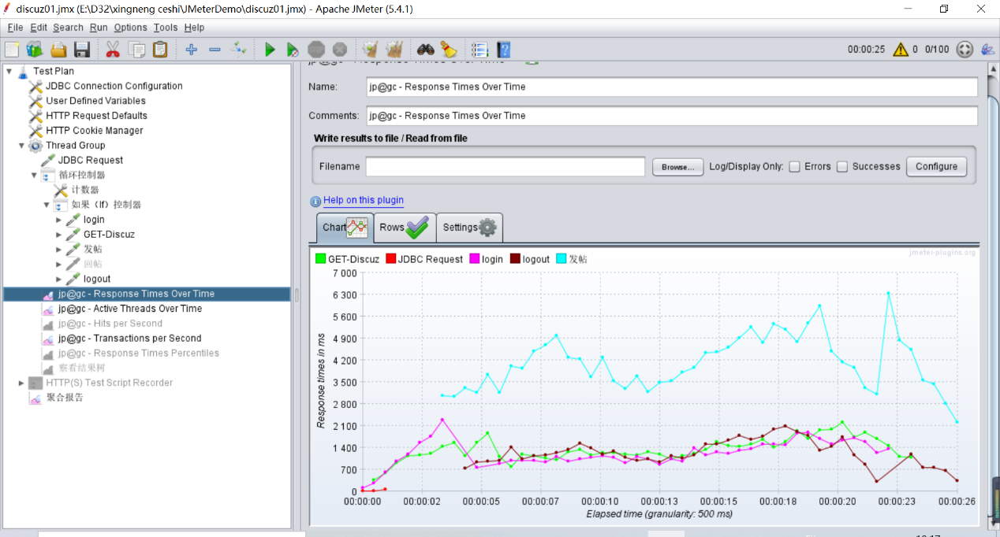 discuz01.jmx (E:\D32\xingneng ceshi\JMeterDemo\discuz01.jmx) - Apache JMeter (5.4.1)
File Edit Search Run Options Tools Help
00:00:25 0 0/100
Test Plan
JDBC Connection Configuration
User Defined Variables
HTTP Request Defaults
HTTP Cookie Manager
Thread Group
JDBC Request
循环控制器
计数器
如果（If）控制器
login
GET-Discuz
发帖
回帖
logout
jp@gc - Response Times Over Time
jp@gc - Active Threads Over Time
jp@gc - Hits per Second
jp@gc - Transactions per Second
jp@gc - Response Times Percentiles
察看结果树
HTTP(S) Test Script Recorder
聚合报告
jp@gc - Response Times Over Time
Name: jp@gc - Response Times Over Time
Comments: jp@gc - Response Times Over Time
Write results to file / Read from file
Filename Browse... Log/Display Only: Errors Successes Configure
Help on this plugin
Chart Rows Settings
GET-Discuz JDBC Request login logout 发帖
jmeter-plugins.org
7 000
6 300
5 600
4 900
4 200
3 500
2 800
2 100
1 400
700
0
Response times in ms
00:00:00 00:00:02 00:00:05 00:00:07 00:00:10 00:00:13 00:00:15 00:00:18 00:00:20 00:00:23 00:00:26
Elapsed time (granularity: 500 ms)